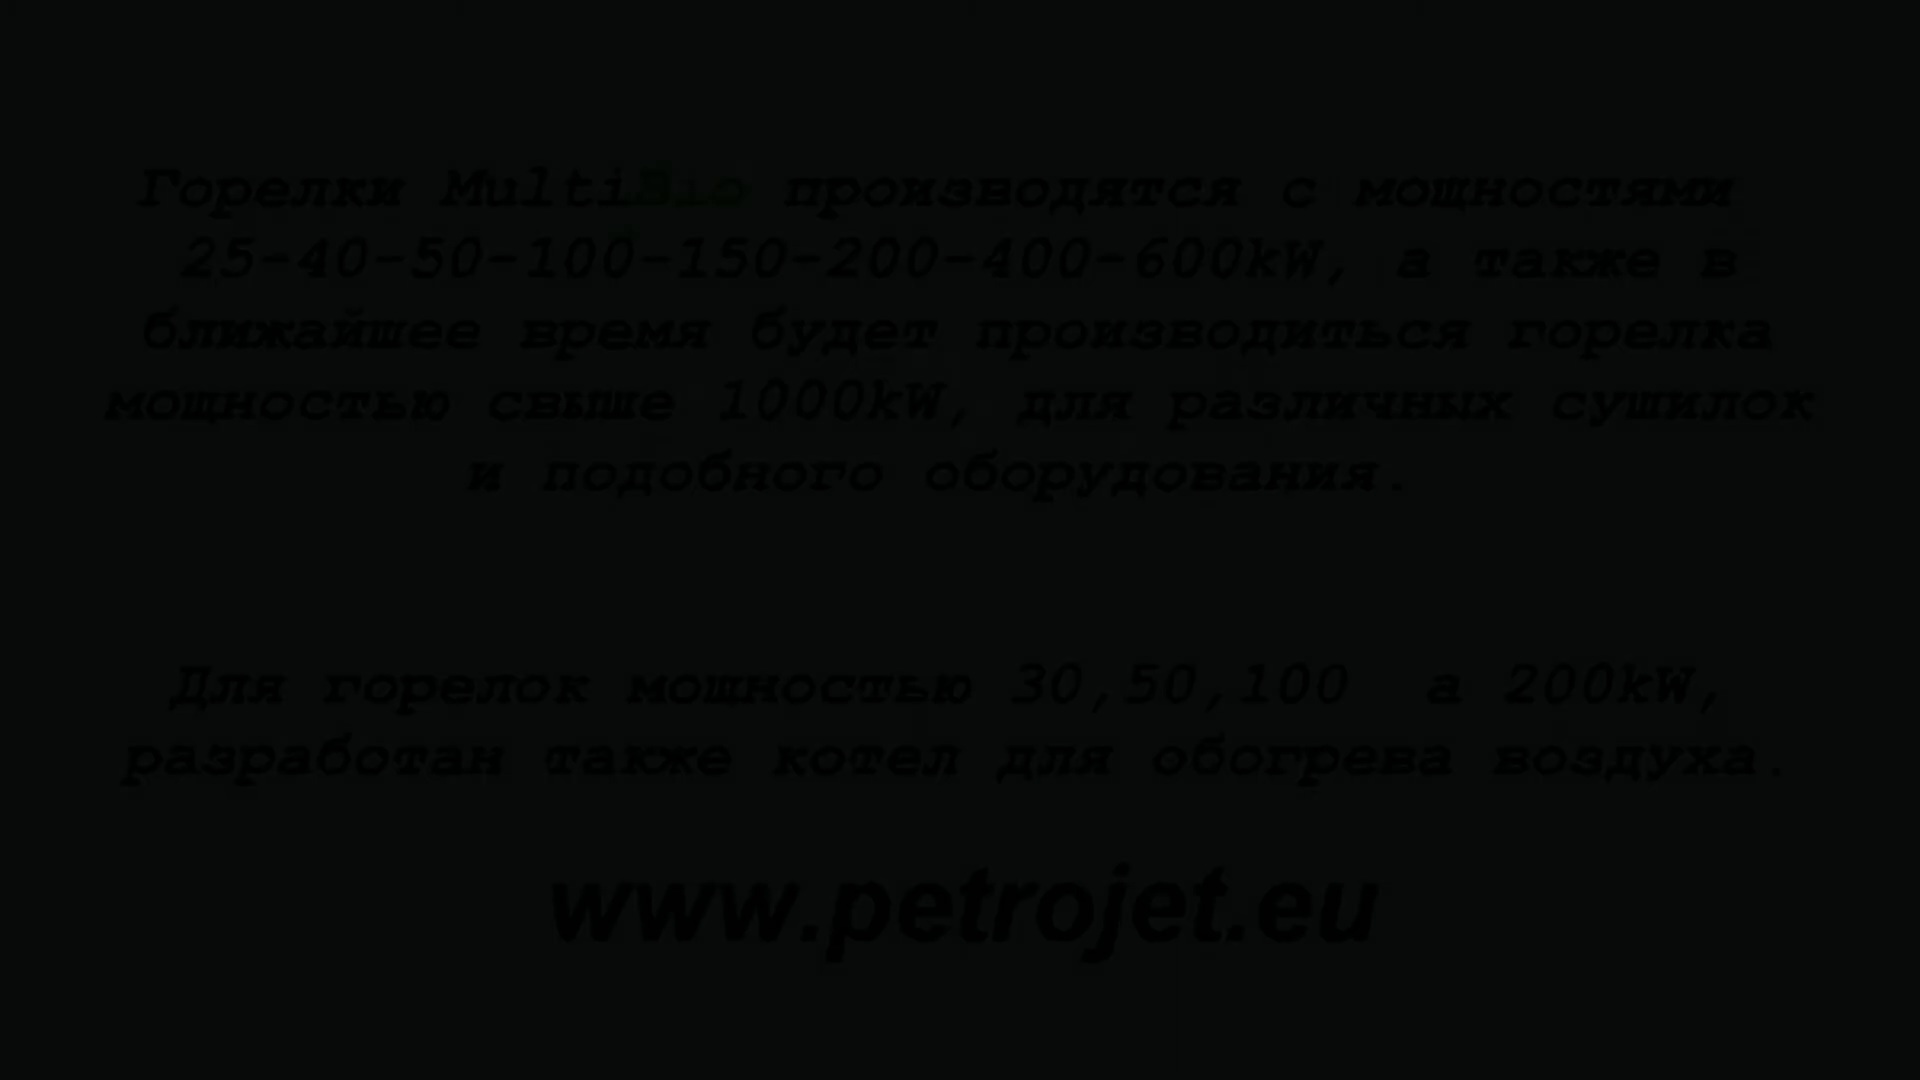 Горелки MultiBio производятся с мощностями
25-40-50-100-150-200-400-600kW, а также в
ближайшее время будет производиться горелка
мощностью свыше 1000kW, для различных сушилок
и подобного оборудования.
Для горелок мощностью 30,50,100 а 200kW,
разработан также котел для обогрева воздуха.
www.petrojet.eu